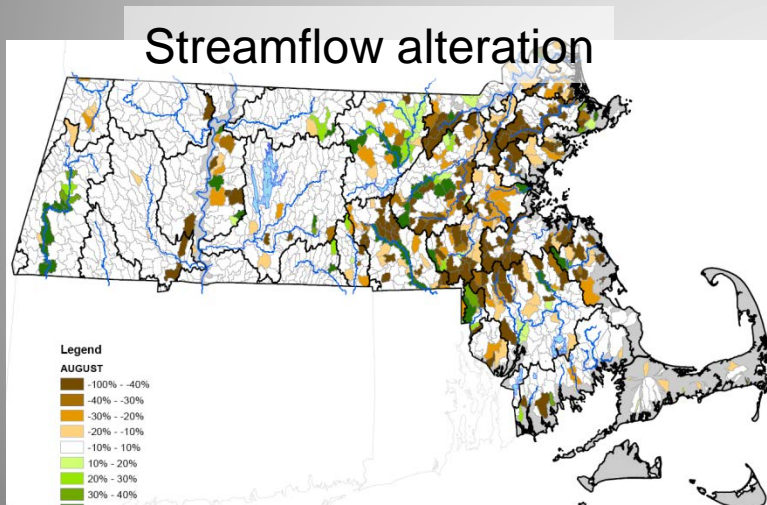 Streamflow alteration
Legend
AUGUST
-100% - -40%
-40% - -30%
-30% - -20%
-20% - -10%
-10% - 10%
10% - 20%
20% - 30%
30% - 40%